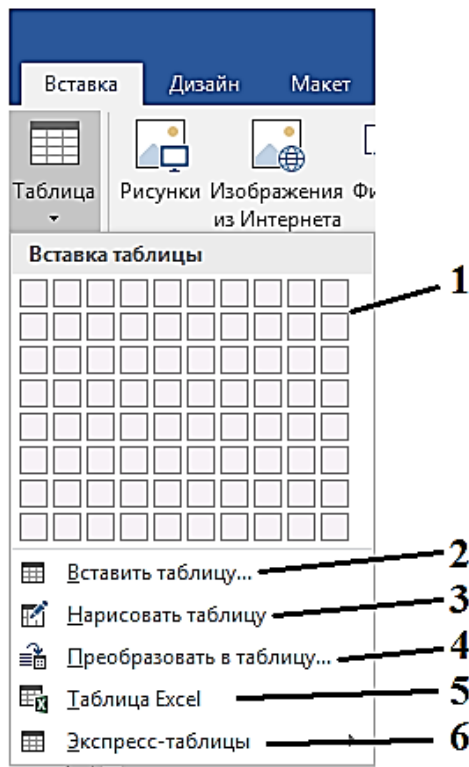 Вставка Дизайн Макет
Таблица Рисунки Изображения
из Интернета
Вставка таблицы
1
Вставить таблицу... 2
Нарисовать таблицу 3
Преобразовать в таблицу... 4
Таблица Excel 5
Экспресс-таблицы 6